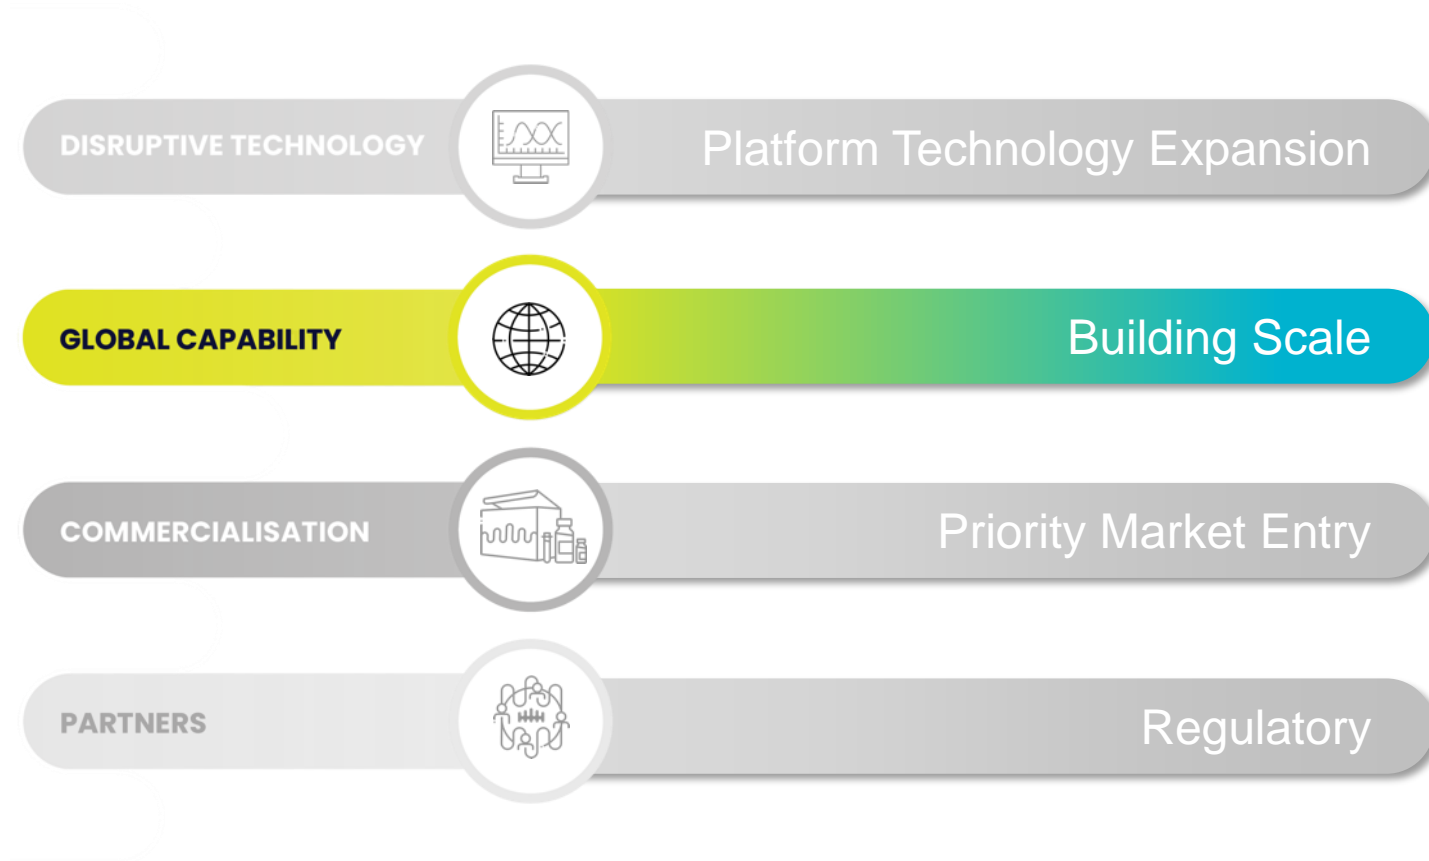 DISRUPTIVE TECHNOLOGY
Platform Technology Expansion
GLOBAL CAPABILITY
Building Scale
COMMERCIALISATION
Priority Market Entry
PARTNERS
Regulatory